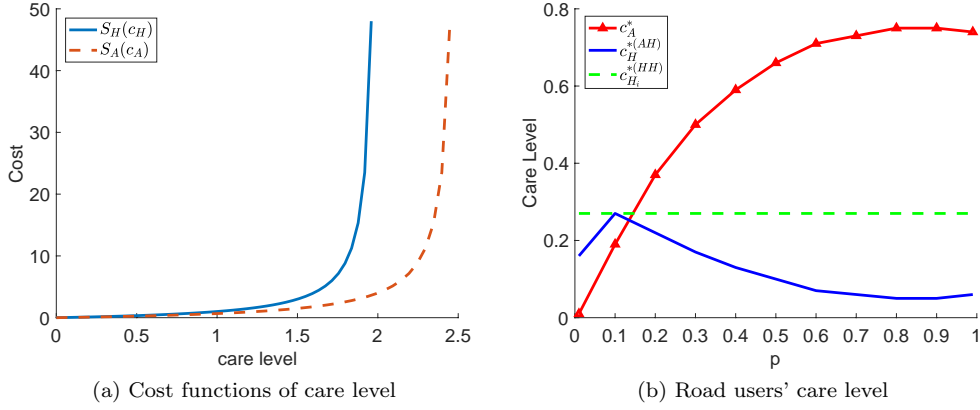 50
40
30
20
10
0
Cost
S_H(c_H)
S_A(c_A)
0 0.5 1 1.5 2 2.5
care level
(a) Cost functions of care level
0.8
0.6
0.4
0.2
0
Care Level
c_A^*
c_H^{*(AH)}
c_{H_i}^{*(HH)}
0 0.1 0.2 0.3 0.4 0.5 0.6 0.7 0.8 0.9 1
p
(b) Road users' care level